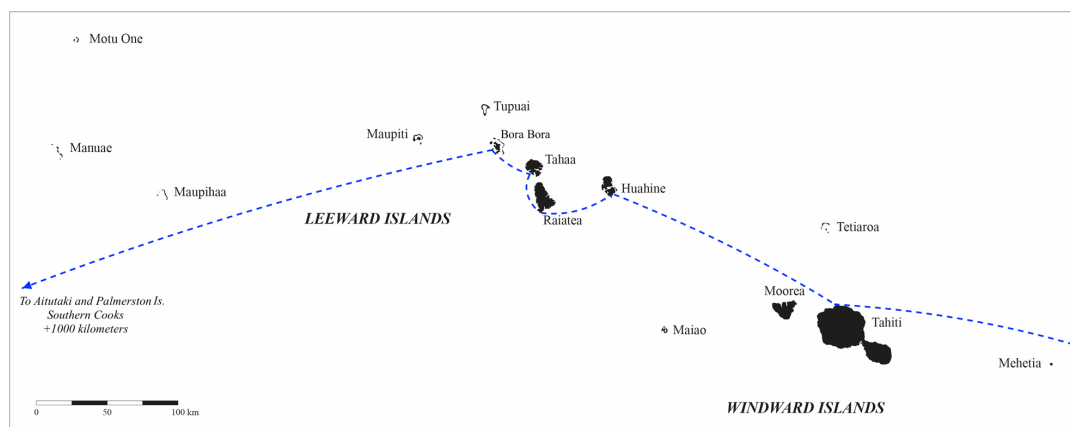 Motu One
Tupuai
Maupiti
Bora Bora
Manuae
Tahaa
Maupihaa
Huahine
LEEWARD ISLANDS
Raiatea
Tetiaroa
Moorea
To Aitutaki and Palmerston Is.
Southern Cooks
+1000 kilometers
Maiao
Tahiti
Mehetia
0 50 100 km
WINDWARD ISLANDS